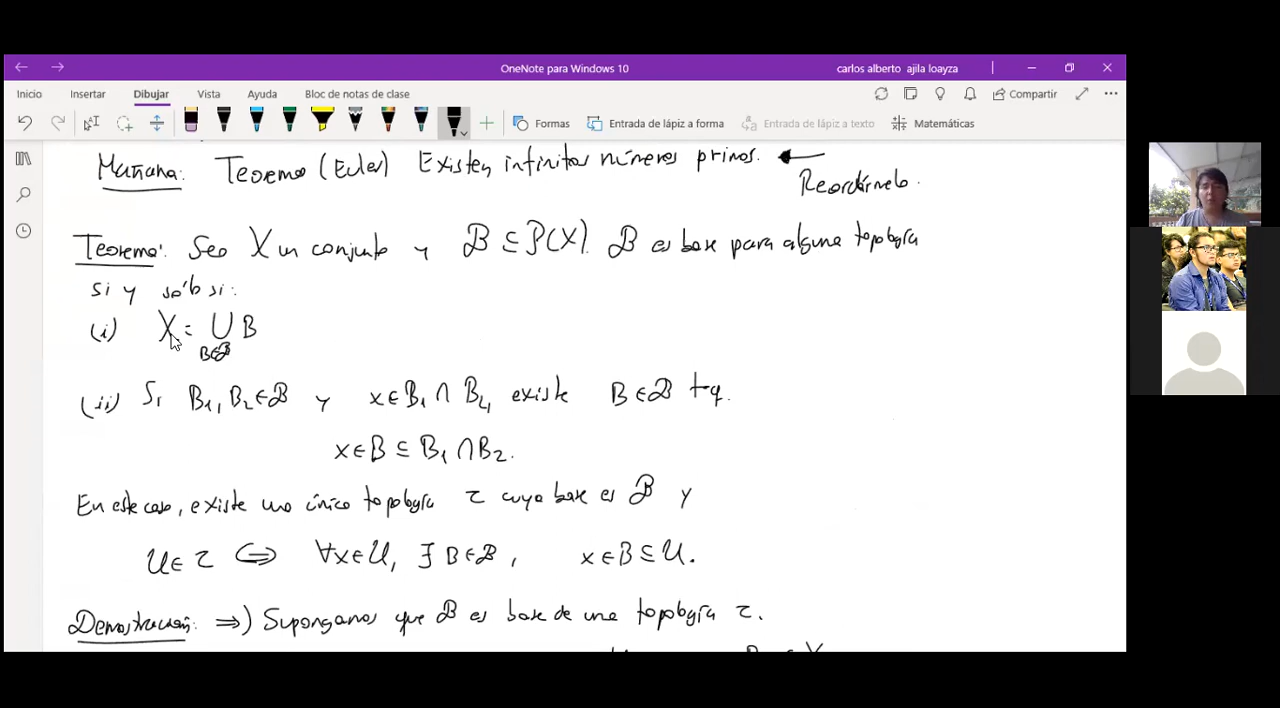 OneNote para Windows 10
carlos alberto ajila loayza
Inicio Insertar Dibujar Vista Ayuda Bloc de notas de clase
Compartir
Formas Entrada de lápiz a forma Entrada de lápiz a texto Matemáticas
Mañana: Teorema (Euler) Existen infinitos números primos. ←
Recordárnelo.
Teorema: Sea X un conjunto y ℬ ⊆ P(X). ℬ es base para alguna topología
si y sólo si:
(i) X = ⋃ B
B∈ℬ
(ii) Si B₁, B₂ ∈ ℬ y x ∈ B₁ ∩ B₂, existe B ∈ ℬ tq.
x ∈ B ⊆ B₁ ∩ B₂.
En este caso, existe una única topología τ cuya base es ℬ y
U ∈ τ ⟺ ∀x ∈ U, ∃ B ∈ ℬ, x ∈ B ⊆ U.
Demostración: ⇒) Supongamos que ℬ es base de una topología τ.